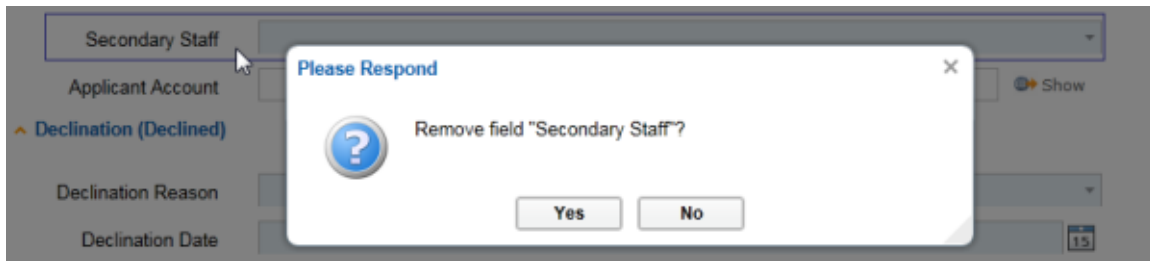 Secondary Staff
Please Respond
Applicant Account
Show
Remove field "Secondary Staff"?
Declination (Declined)
Declination Reason
Yes No
Declination Date
15